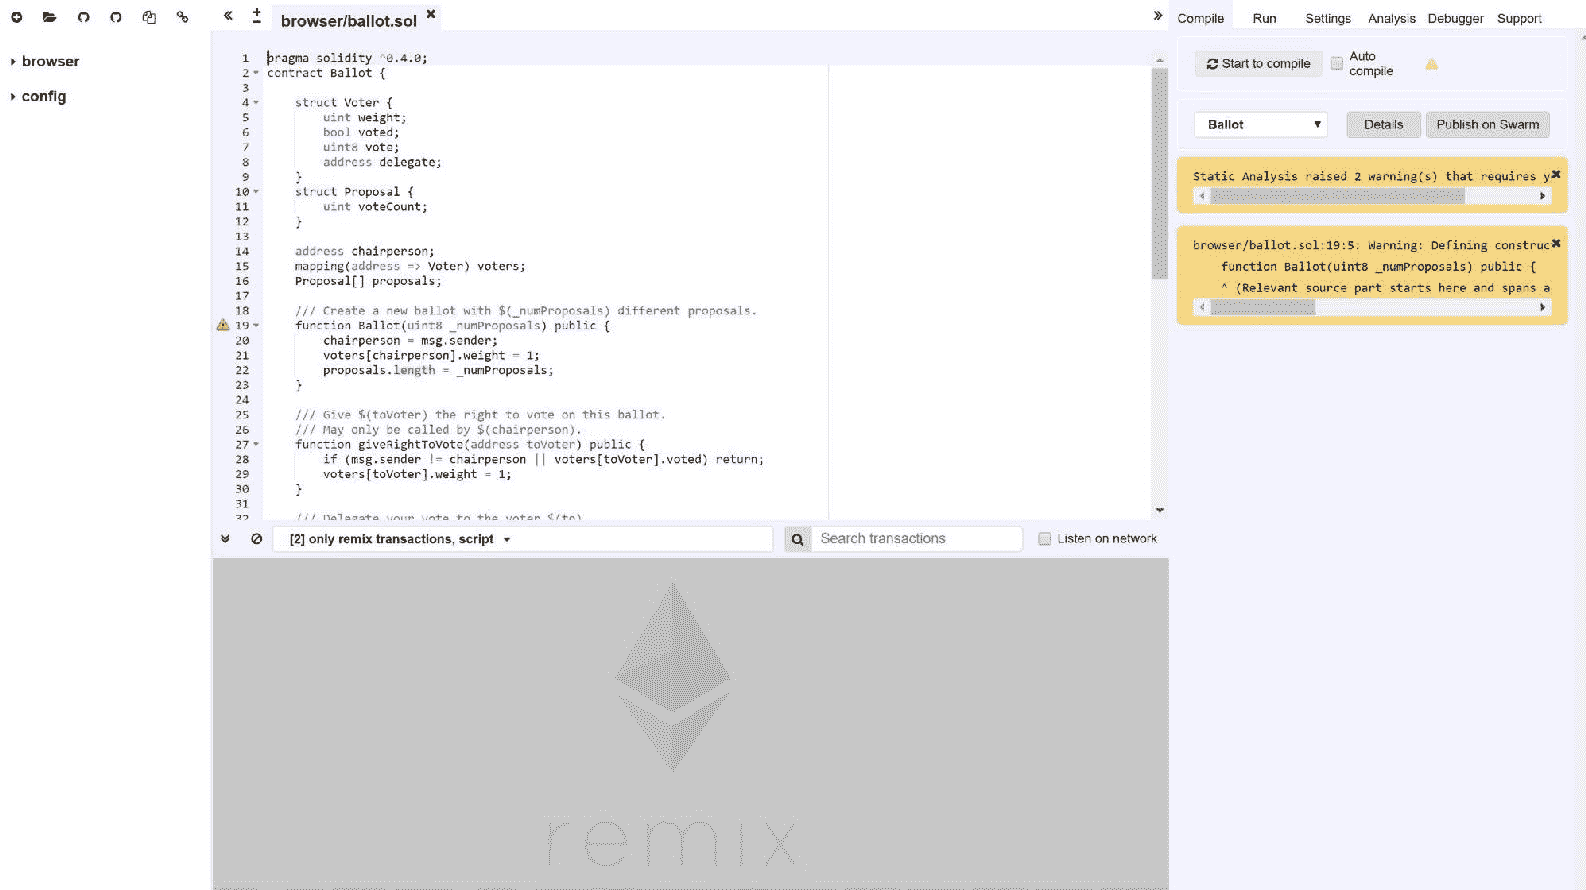 browser
config
browser/ballot.sol
1 pragma solidity ^0.4.0;
2 contract Ballot {
3
4 struct Voter {
5 uint weight;
6 bool voted;
7 uint8 vote;
8 address delegate;
9 }
10 struct Proposal {
11 uint voteCount;
12 }
13
14 address chairperson;
15 mapping(address => Voter) voters;
16 Proposal[] proposals;
17
18 /// Create a new ballot with $(_numProposals) different proposals.
19 function Ballot(uint8 _numProposals) public {
20 chairperson = msg.sender;
21 voters[chairperson].weight = 1;
22 proposals.length = _numProposals;
23 }
24
25 /// Give $(toVoter) the right to vote on this ballot.
26 /// May only be called by $(chairperson).
27 function giveRightToVote(address toVoter) public {
28 if (msg.sender != chairperson || voters[toVoter].voted) return;
29 voters[toVoter].weight = 1;
30 }
31
32 /// Delegate your vote to the voter $(to)
[2] only remix transactions, script
Search transactions
Listen on network
remix
Compile Run Settings Analysis Debugger Support
Start to compile
Auto
compile
Ballot
Details
Publish on Swarm
Static Analysis raised 2 warning(s) that requires y
browser/ballot.sol:19:5: Warning: Defining construc
function Ballot(uint8 _numProposals) public {
^ (Relevant source part starts here and spans a